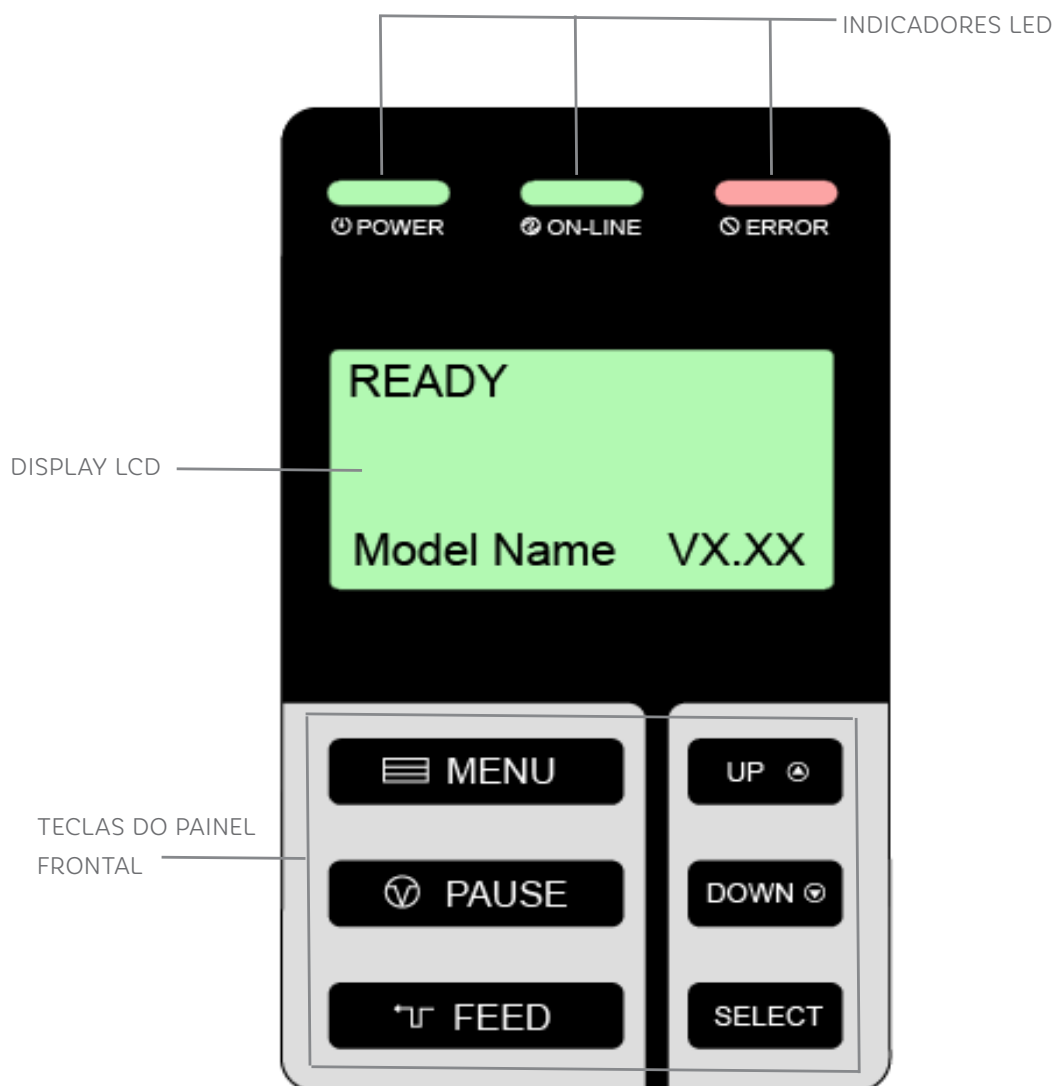 INDICADORES LED
POWER ON-LINE ERROR
READY
DISPLAY LCD
Model Name VX.XX
MENU UP
TECLAS DO PAINEL
FRONTAL
PAUSE DOWN
FEED SELECT